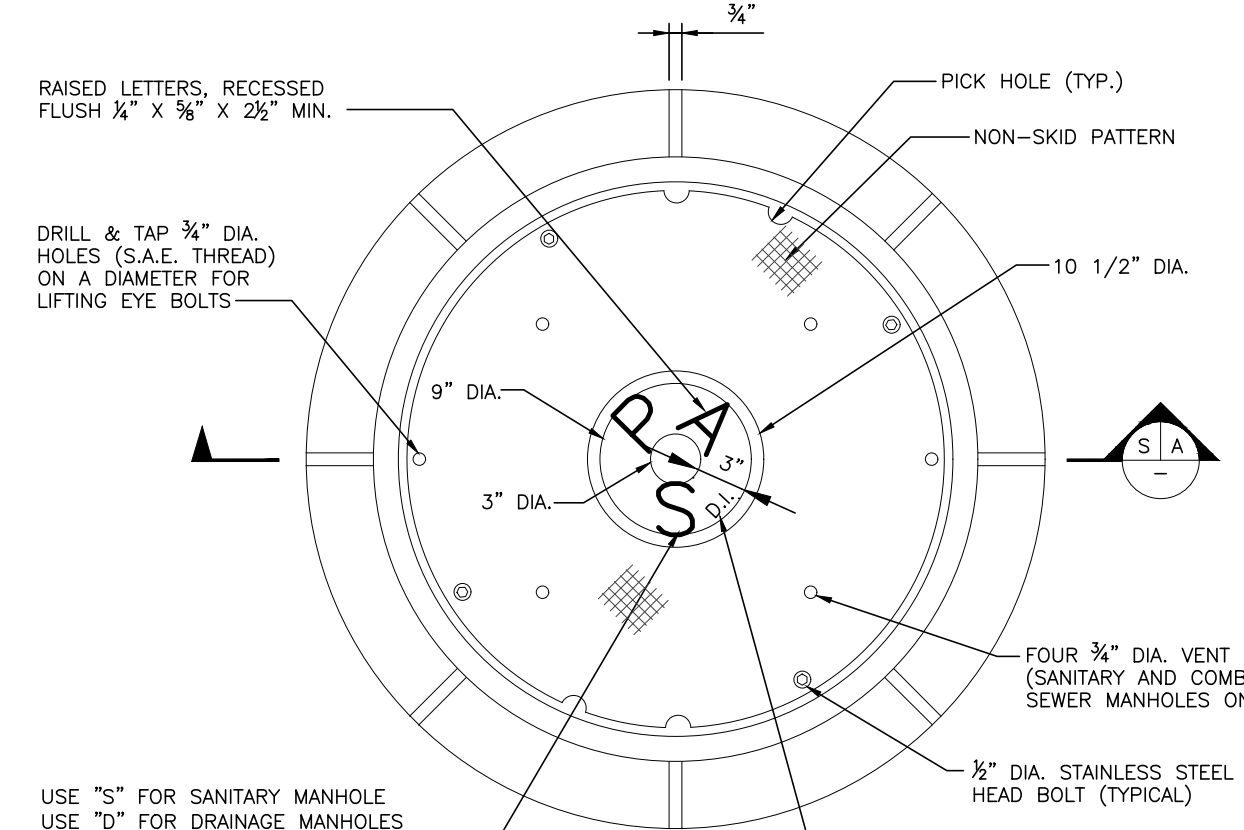 ¾”
RAISED LETTERS, RECESSED
FLUSH ¼” X ⅝” X 2½” MIN.
PICK HOLE (TYP.)
NON-SKID PATTERN
DRILL & TAP ¾” DIA.
HOLES (S.A.E. THREAD)
ON A DIAMETER FOR
LIFTING EYE BOLTS
10 1/2” DIA.
9” DIA.
P A
S
3”
D.I.
3” DIA.
S A
–
FOUR ¾” DIA. VENT
(SANITARY AND COMB
SEWER MANHOLES
½” DIA. STAINLESS STEEL
HEAD BOLT (TYPICAL)
USE ”S” FOR SANITARY MANHOLE
USE ”D” FOR DRAINAGE MANHOLES